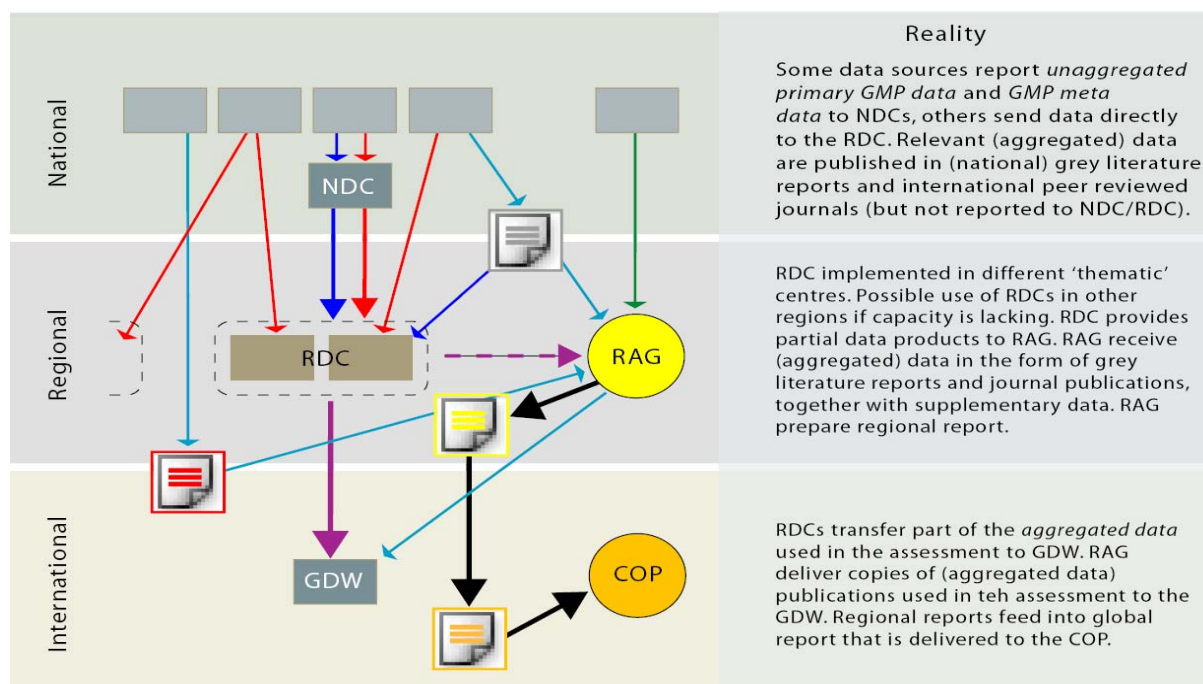 National
NDC
Regional
RDC
RAG
International
GDW
COP
Reality
Some data sources report unaggregated
primary GMP data and GMP meta
data to NDCs, others send data directly
to the RDC. Relevant (aggregated) data
are published in (national) grey literature
reports and international peer reviewed
journals (but not reported to NDC/RDC).
RDC implemented in different ‘thematic’
centres. Possible use of RDCs in other
regions if capacity is lacking. RDC provides
partial data products to RAG. RAG receive
(aggregated) data in the form of grey
literature reports and journal publications,
together with supplementary data. RAG
prepare regional report.
RDCs transfer part of the aggregated data
used in the assessment to GDW. RAG
deliver copies of (aggregated data)
publications used in teh assessment to the
GDW. Regional reports feed into global
report that is delivered to the COP.